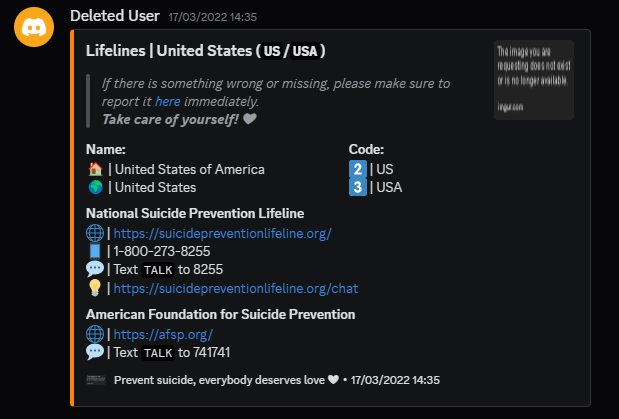 Deleted User 17/03/2022 14:35
Lifelines | United States ( US / USA )
The image you are
requesting does not exist
or is no longer available.
imgur.com
If there is something wrong or missing, please make sure to
report it here immediately.
Take care of yourself! 🤍
Name: Code:
🏠 | United States of America 2️⃣ | US
🌍 | United States 3️⃣ | USA
National Suicide Prevention Lifeline
🌐 | https://suicidepreventionlifeline.org/
📱 | 1-800-273-8255
💬 | Text TALK to 8255
💡 | https://suicidepreventionlifeline.org/chat
American Foundation for Suicide Prevention
🌐 | https://afsp.org/
💬 | Text TALK to 741741
Prevent suicide, everybody deserves love 🤍 • 17/03/2022 14:35